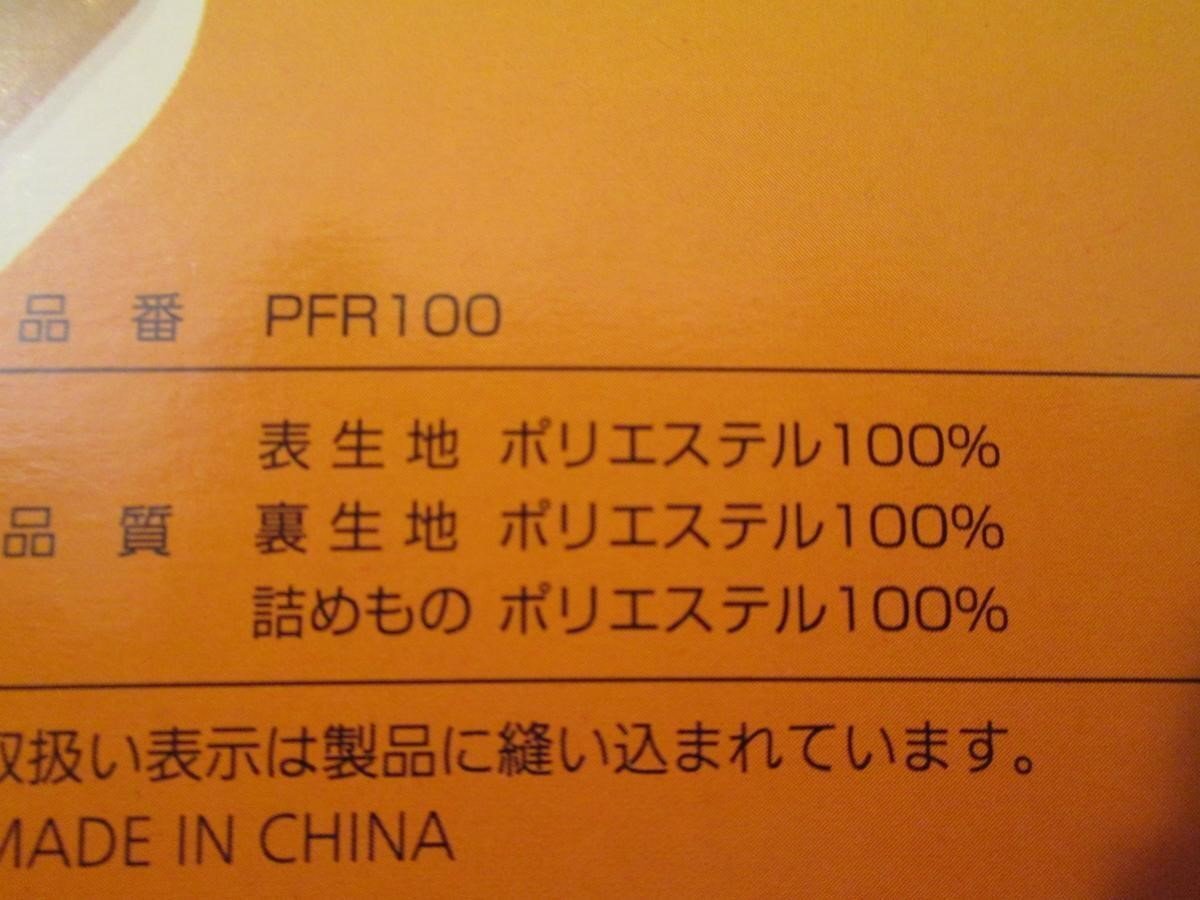 品番 PFR100
表生地 ポリエステル100%
品質 裏生地 ポリエステル100%
詰めもの ポリエステル100%
取扱い表示は製品に縫い込まれています。
MADE IN CHINA